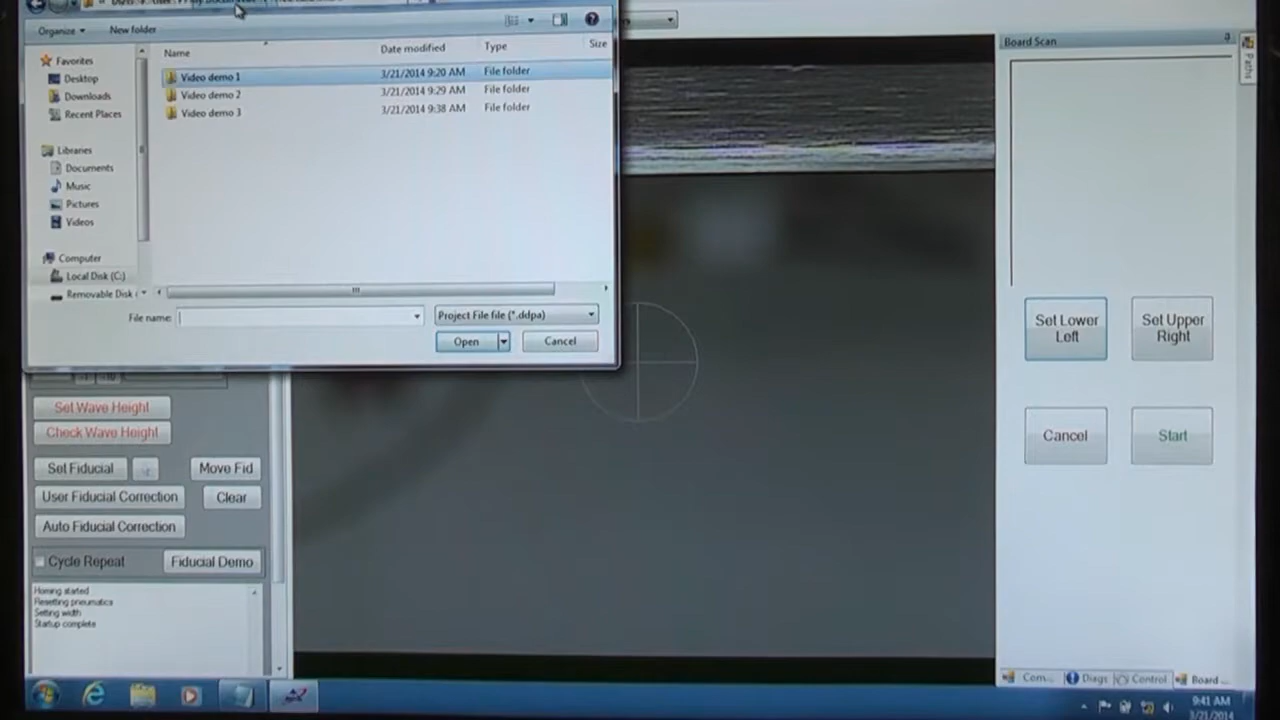 Organize
New folder
Name
Date modified
Type
Size
Favorites
Desktop
Downloads
Recent Places
Libraries
Documents
Music
Pictures
Videos
Computer
Local Disk (C:)
Removable Disk
Video demo 1 3/21/2014 9:20 AM File folder
Video demo 2 3/21/2014 9:29 AM File folder
Video demo 3 3/21/2014 9:38 AM File folder
File name:
Project File file (*.ddpa)
Open
Cancel
Set Wave Height
Check Wave Height
Set Fiducial
Move Fid
User Fiducial Correction
Clear
Auto Fiducial Correction
Cycle Repeat
Fiducial Demo
Homing started
Resetting pneumatics
Setting width
Startup complete
Board Scan
Paths
Set Lower
Left
Set Upper
Right
Cancel
Start
Com...
Diags
Control
Board ...
9:41 AM
3/21/2014